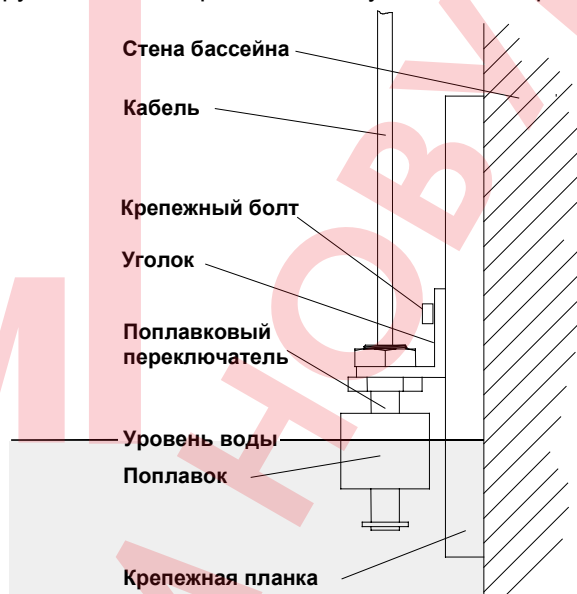 Стена бассейна
Кабель
Крепежный болт
Уголок
Поплавковый
переключатель
Уровень воды
Поплавок
Крепежная планка